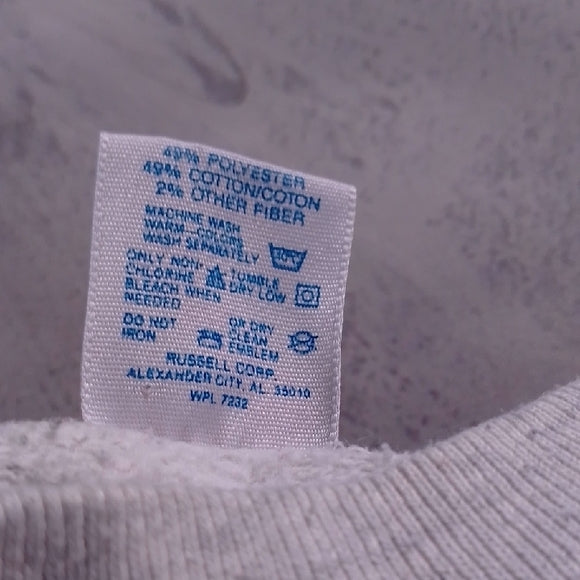 49% POLYESTER
49% COTTON/COTON
2% OTHER FIBER
MACHINE WASH
WARM-COLORS
WASH SEPARATELY
ONLY NON
CHLORINE
BLEACH WHEN
NEEDED
TUMBLE
DRY LOW
DO NOT
IRON
OR DRY
CLEAN
EMBLEM
RUSSELL CORP
ALEXANDER CITY, AL. 35010
WPL 7232